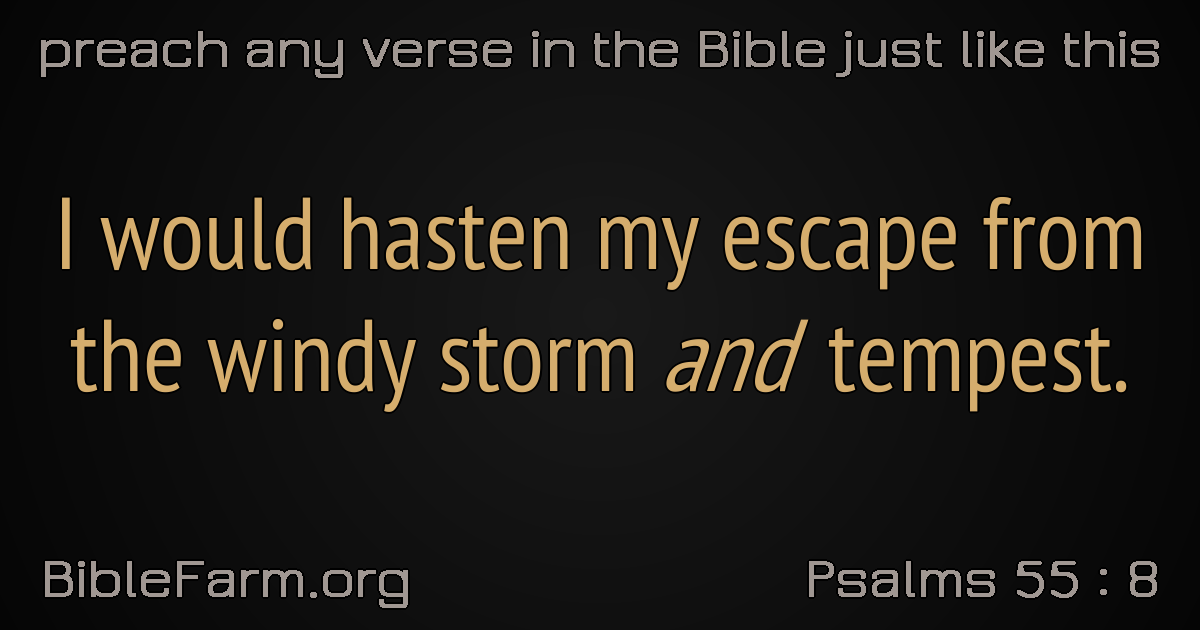 preach any verse in the Bible just like this
I would hasten my escape from
the windy storm and tempest.
BibleFarm.org
Psalms 55 : 8